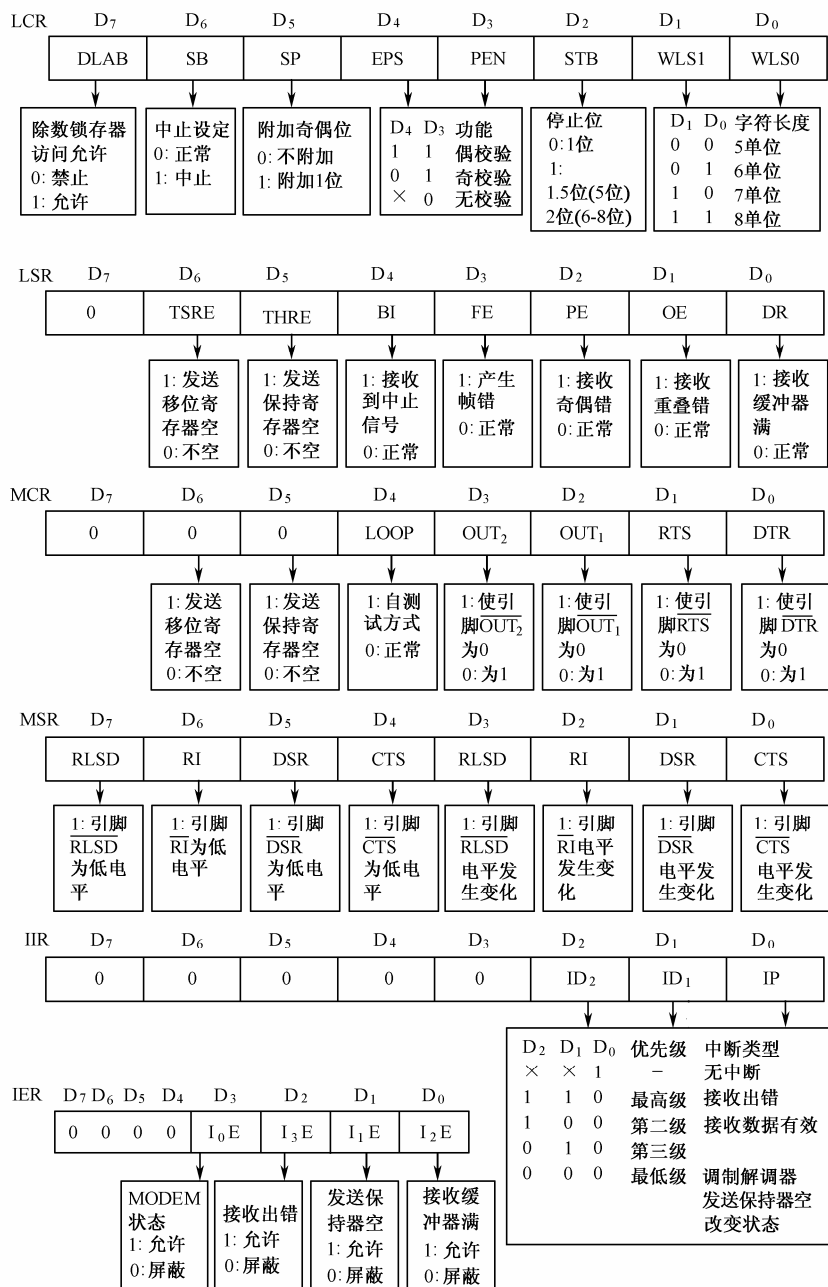 LCR D7 D6 D5 D4 D3 D2 D1 D0
DLAB SB SP EPS PEN STB WLS1 WLS0
除数锁存器
访问允许
0: 禁止
1: 允许
中止设定
0: 正常
1: 中止
附加奇偶位
0: 不附加
1: 附加1位
D4 D3 功能
1 1 偶校验
0 1 奇校验
× 0 无校验
停止位
0:1位
1:
1.5位(5位)
2位(6-8位)
D1 D0 字符长度
0 0 5单位
0 1 6单位
1 0 7单位
1 1 8单位
LSR D7 D6 D5 D4 D3 D2 D1 D0
0 TSRE THRE BI FE PE OE DR
1: 发送
移位寄
存器空
0: 不空
1: 发送
保持寄
存器空
0: 不空
1: 接收
到中止
信号
0: 正常
1: 产生
帧错
0: 正常
1: 接收
奇偶错
0: 正常
1: 接收
重叠错
0: 正常
1: 接收
缓冲器
满
0: 正常
MCR D7 D6 D5 D4 D3 D2 D1 D0
0 0 0 LOOP OUT2 OUT1 RTS DTR
1: 发送
移位寄
存器空
0: 不空
1: 发送
保持寄
存器空
0: 不空
1: 自测
试方式
0: 正常
1: 使引
脚OUT2
为0
0: 为1
1: 使引
脚OUT1
为0
0: 为1
1: 使引
脚RTS
为0
0: 为1
1: 使引
脚DTR
为0
0: 为1
MSR D7 D6 D5 D4 D3 D2 D1 D0
RLSD RI DSR CTS RLSD RI DSR CTS
1: 引脚
RLSD
为低电
平
1: 引脚
RI为低
电平
1: 引脚
DSR
为低电
平
1: 引脚
CTS
为低电
平
1: 引脚
RLSD
电平发
生变化
1: 引脚
RI电平
发生变
化
1: 引脚
DSR
电平发
生变化
1: 引脚
CTS
电平发
生变化
IIR D7 D6 D5 D4 D3 D2 D1 D0
0 0 0 0 0 ID2 ID1 IP
D2 D1 D0 优先级 中断类型
× × 1 － 无中断
1 1 0 最高级 接收出错
1 0 0 第二级 接收数据有效
0 1 0 第三级
0 0 0 最低级 调制解调器
发送保持器空
改变状态
IER D7 D6 D5 D4 D3 D2 D1 D0
0 0 0 0 I0E I3E I1E I2E
MODEM
状态
1: 允许
0: 屏蔽
接收出错
1: 允许
0: 屏蔽
发送保
持器空
1: 允许
0: 屏蔽
接收缓
冲器满
1: 允许
0: 屏蔽